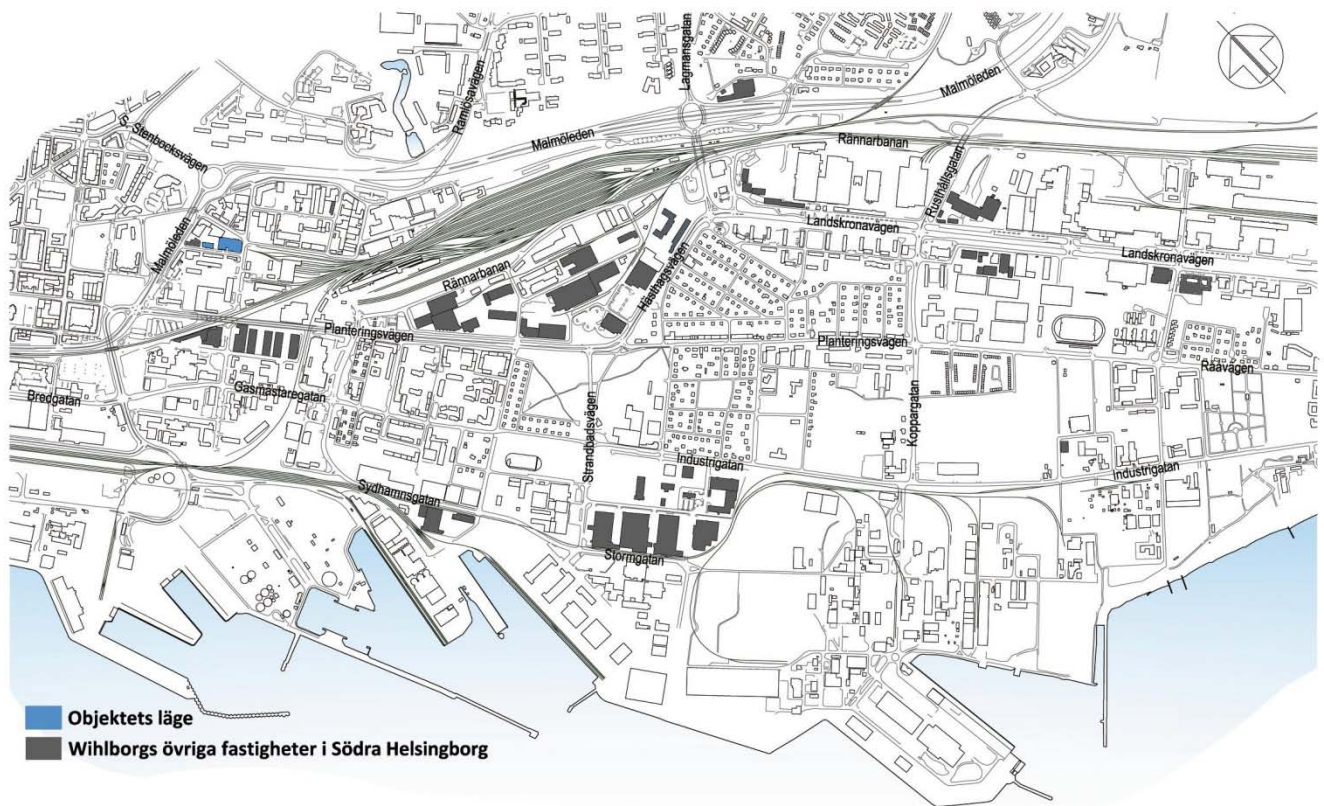 Lagmansgatan
Malmöleden
Ramlösavägen
S Stenbocksvägen
Malmöleden
Rännarbanan
Rusthållsgatan
Malmöleden
Landskronavägen
Landskronavägen
Rännarbanan
Hästhagsvägen
Planteringsvägen
Planteringsvägen
Rååvägen
Bredgatan
Gasmästaregatan
Strandbadsvägen
Koppargatan
Industrigatan
Industrigatan
Sydhamnsgatan
Stormgatan
Objektets läge
Wihlborgs övriga fastigheter i Södra Helsingborg